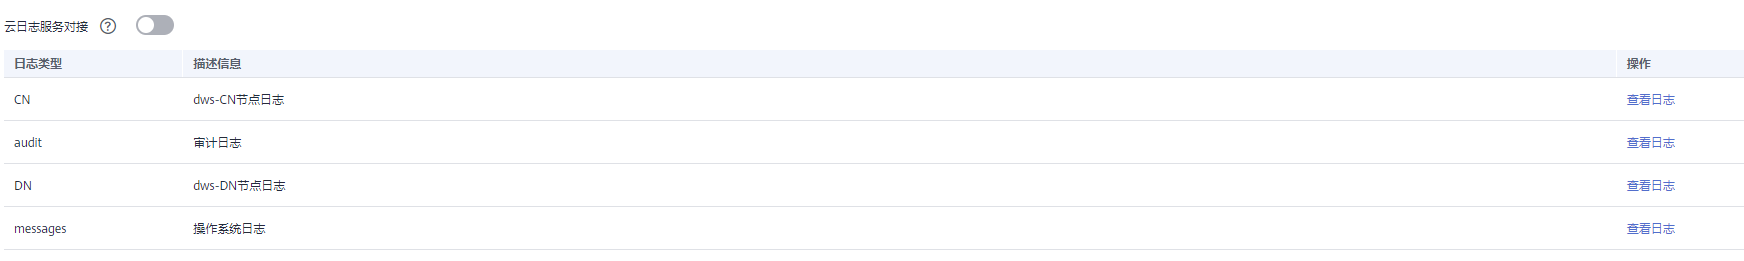 云日志服务对接 ?
日志类型 描述信息 操作
CN dws-CN节点日志 查看日志
audit 审计日志 查看日志
DN dws-DN节点日志 查看日志
messages 操作系统日志 查看日志